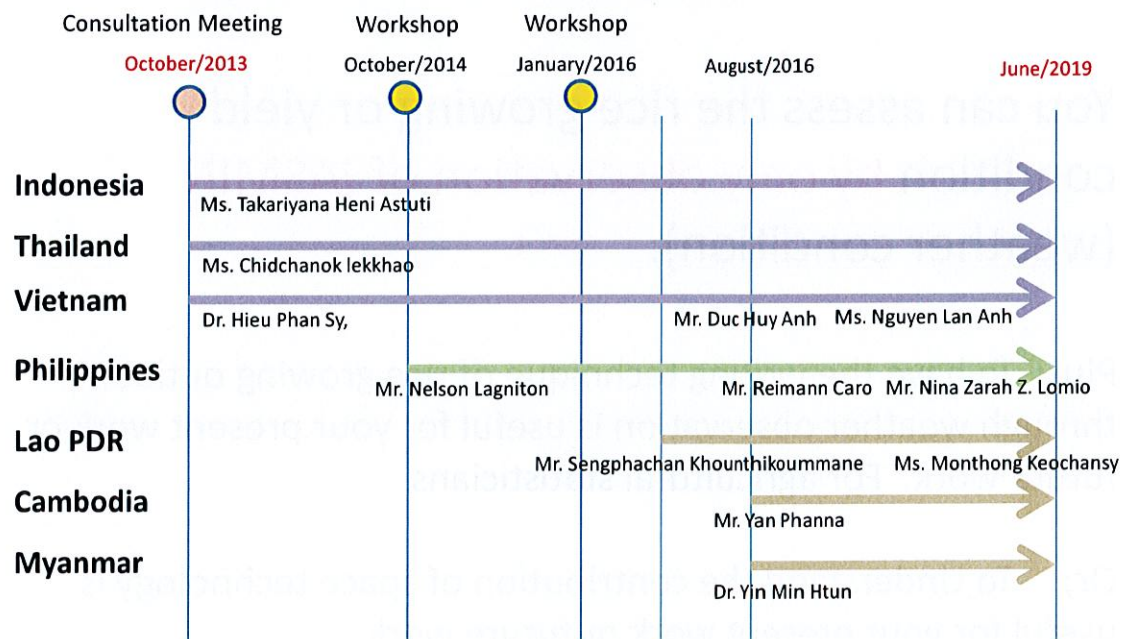 Consultation Meeting
October/2013
Workshop
October/2014
Workshop
January/2016
August/2016
June/2019
Indonesia
Ms. Takariyana Heni Astuti
Thailand
Ms. Chidchanok lekkhao
Vietnam
Dr. Hieu Phan Sy,
Mr. Duc Huy Anh
Ms. Nguyen Lan Anh
Philippines
Mr. Nelson Lagniton
Mr. Reimann Caro
Mr. Nina Zarah Z. Lomio
Lao PDR
Mr. Sengphachan Khounthikoummane
Ms. Monthong Keochansy
Cambodia
Mr. Yan Phanna
Myanmar
Dr. Yin Min Htun